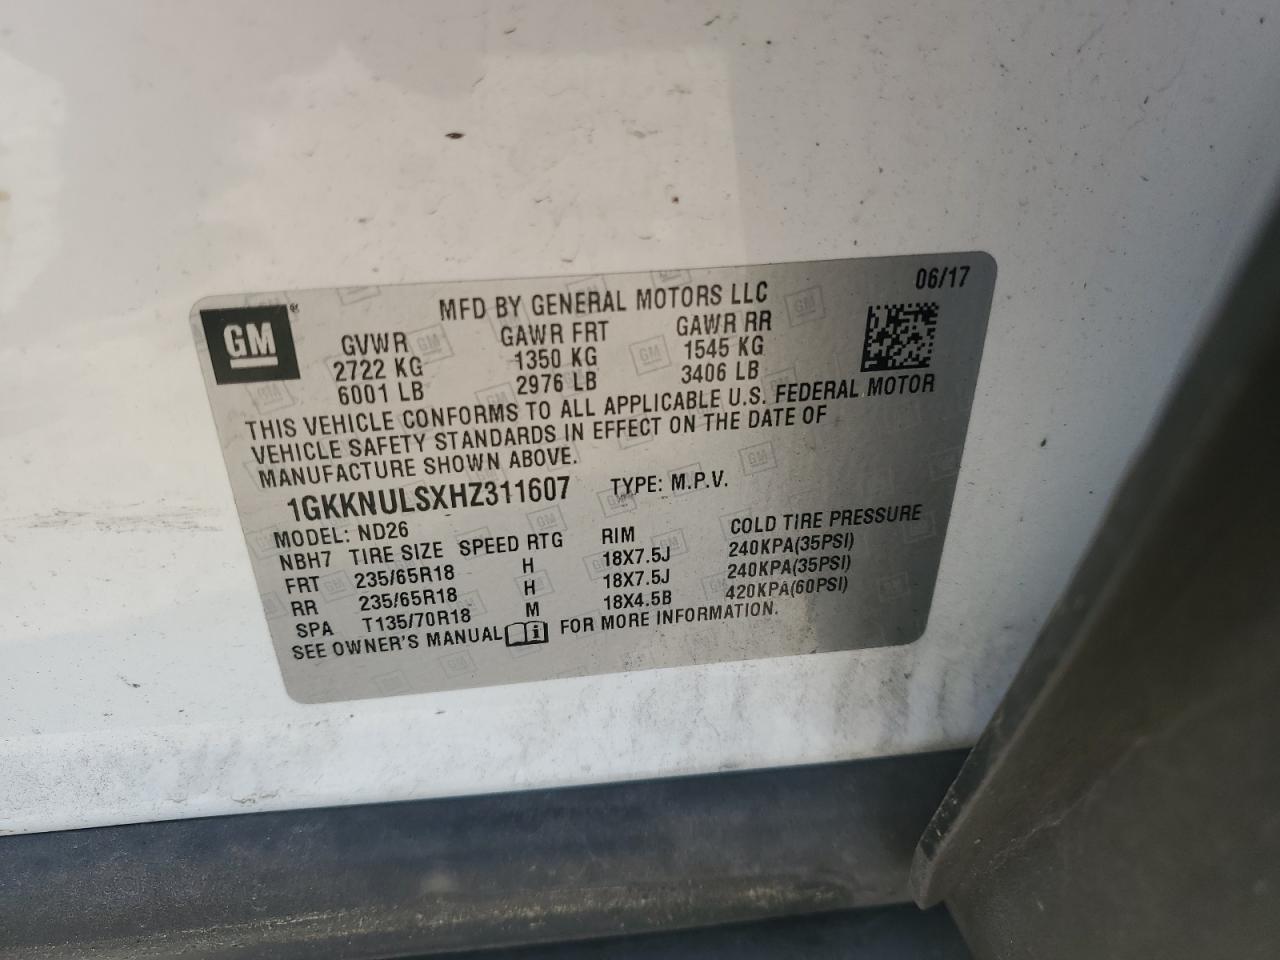 GM ®
MFD BY GENERAL MOTORS LLC
06/17
GVWR GAWR FRT GAWR RR
2722 KG 1350 KG 1545 KG
6001 LB 2976 LB 3406 LB
THIS VEHICLE CONFORMS TO ALL APPLICABLE U.S. FEDERAL MOTOR
VEHICLE SAFETY STANDARDS IN EFFECT ON THE DATE OF
MANUFACTURE SHOWN ABOVE.
1GKKNULSXHZ311607 TYPE: M.P.V.
MODEL: ND26
NBH7 TIRE SIZE SPEED RTG RIM COLD TIRE PRESSURE
FRT 235/65R18 H 18X7.5J 240KPA(35PSI)
RR 235/65R18 H 18X7.5J 240KPA(35PSI)
SPA T135/70R18 M 18X4.5B 420KPA(60PSI)
SEE OWNER'S MANUAL i FOR MORE INFORMATION.